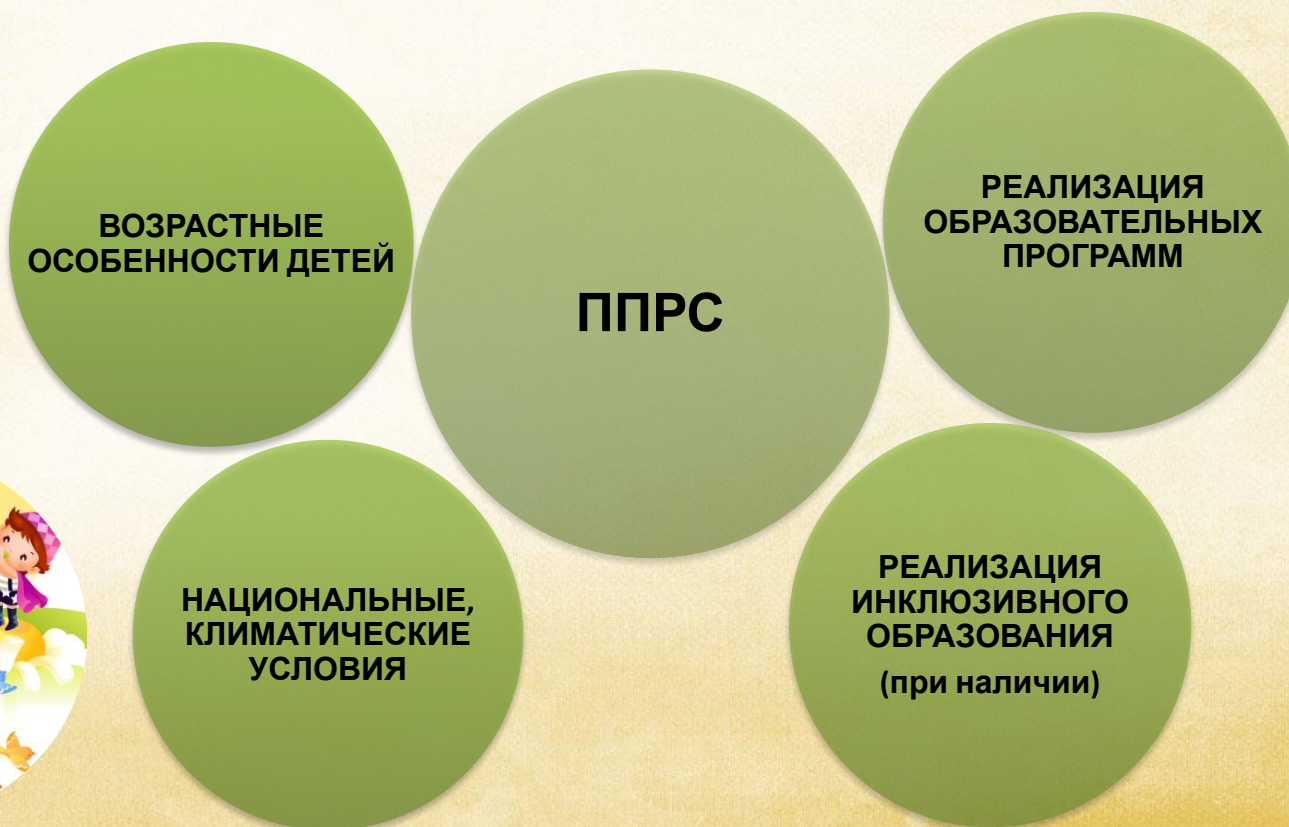 ВОЗРАСТНЫЕ
ОСОБЕННОСТИ ДЕТЕЙ
ППРС
РЕАЛИЗАЦИЯ
ОБРАЗОВАТЕЛЬНЫХ
ПРОГРАММ
НАЦИОНАЛЬНЫЕ,
КЛИМАТИЧЕСКИЕ
УСЛОВИЯ
РЕАЛИЗАЦИЯ
ИНКЛЮЗИВНОГО
ОБРАЗОВАНИЯ
(при наличии)